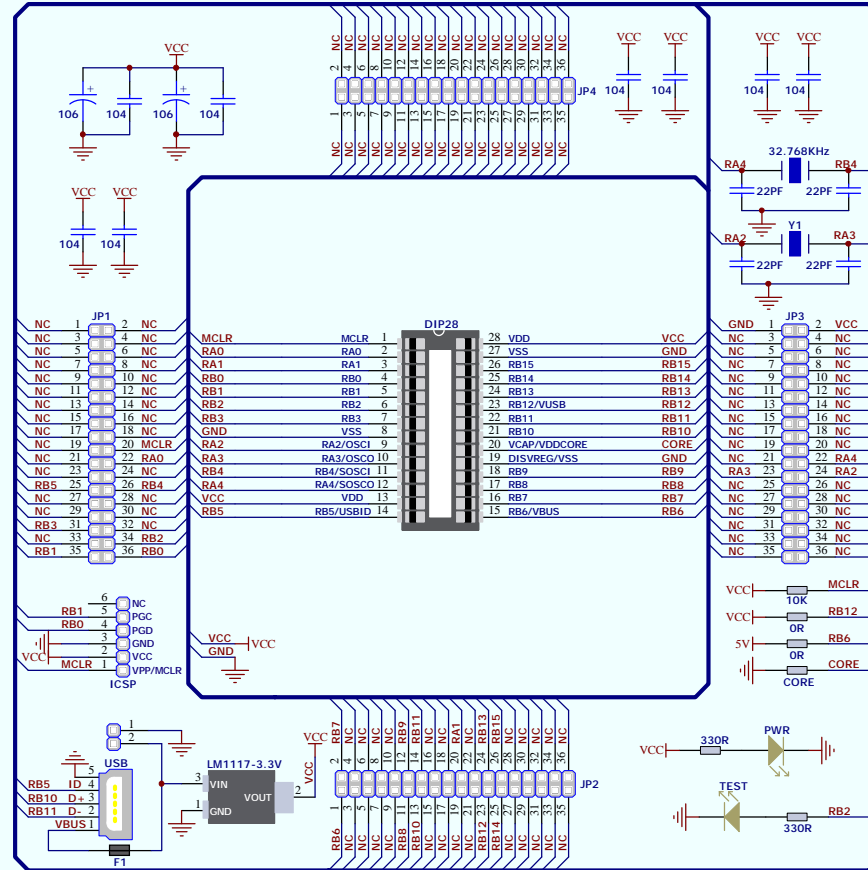 NC NC NC NC NC NC NC NC NC NC NC NC NC NC NC NC NC NC
2 4 6 8 10 12 14 16 18 20 22 24 26 28 30 32 34 36
JP4
1 3 5 7 9 11 13 15 17 19 21 23 25 27 29 31 33 35
NC NC NC NC NC NC NC NC NC NC NC NC NC NC NC NC NC NC
VCC
+ +
106 104 106 104
VCC VCC
104 104
VCC VCC
104 104
VCC VCC
104 104
32.768KHz
RA4 RB4
22PF 22PF
Y1
RA2 RA3
22PF 22PF
JP1
NC 1 2 NC
NC 3 4 NC
NC 5 6 NC
NC 7 8 NC
NC 9 10 NC
NC 11 12 NC
NC 13 14 NC
NC 15 16 NC
NC 17 18 NC
NC 19 20 MCLR
NC 21 22 RA0
NC 23 24 NC
RB5 25 26 RB4
NC 27 28 NC
NC 29 30 NC
RB3 31 32 NC
NC 33 34 RB2
RB1 35 36 RB0
DIP28
MCLR MCLR 1 28 VDD VCC
RA0 RA0 2 27 VSS GND
RA1 RA1 3 26 RB15 RB15
RB0 RB0 4 25 RB14 RB14
RB1 RB1 5 24 RB13 RB13
RB2 RB2 6 23 RB12/VUSB RB12
RB3 RB3 7 22 RB11 RB11
GND VSS 8 21 RB10 RB10
RA2 RA2/OSCI 9 20 VCAP/VDDCORE CORE
RA3 RA3/OSCO 10 19 DISVREG/VSS GND
RB4 RB4/SOSCI 11 18 RB9 RB9
RA4 RA4/SOSCO 12 17 RB8 RB8
VCC VDD 13 16 RB7 RB7
RB5 RB5/USBID 14 15 RB6/VBUS RB6
JP3
GND 1 2 VCC
NC 3 4 NC
NC 5 6 NC
NC 7 8 NC
NC 9 10 NC
NC 11 12 NC
NC 13 14 NC
NC 15 16 NC
NC 17 18 NC
NC 19 20 NC
NC 21 22 RA4
RA3 23 24 RA2
NC 25 26 NC
NC 27 28 NC
NC 29 30 NC
NC 31 32 NC
NC 33 34 NC
NC 35 36 NC
6 NC
RB1 5 PGC
RB0 4 PGD
3 GND
VCC 2 VCC
MCLR 1 VPP/MCLR
ICSP
VCC VCC
GND
VCC MCLR
10K
VCC RB12
0R
5V RB6
0R
CORE
CORE
1
2
USB
5
RB5 ID 4
RB10 D+ 3
RB11 D- 2
VBUS 1
F1
LM1117-3.3V
3 VIN
VOUT 2
1 GND
VCC
VCC
RB7 NC NC NC NC RB9 RB11 NC NC RA1 NC RB13 RB15 NC NC NC NC NC
2 4 6 8 10 12 14 16 18 20 22 24 26 28 30 32 34 36
JP2
1 3 5 7 9 11 13 15 17 19 21 23 25 27 29 31 33 35
RB6 NC NC NC NC RB8 RB10 NC NC NC NC RB12 RB14 NC NC NC NC NC
VCC 330R PWR
TEST
330R RB2